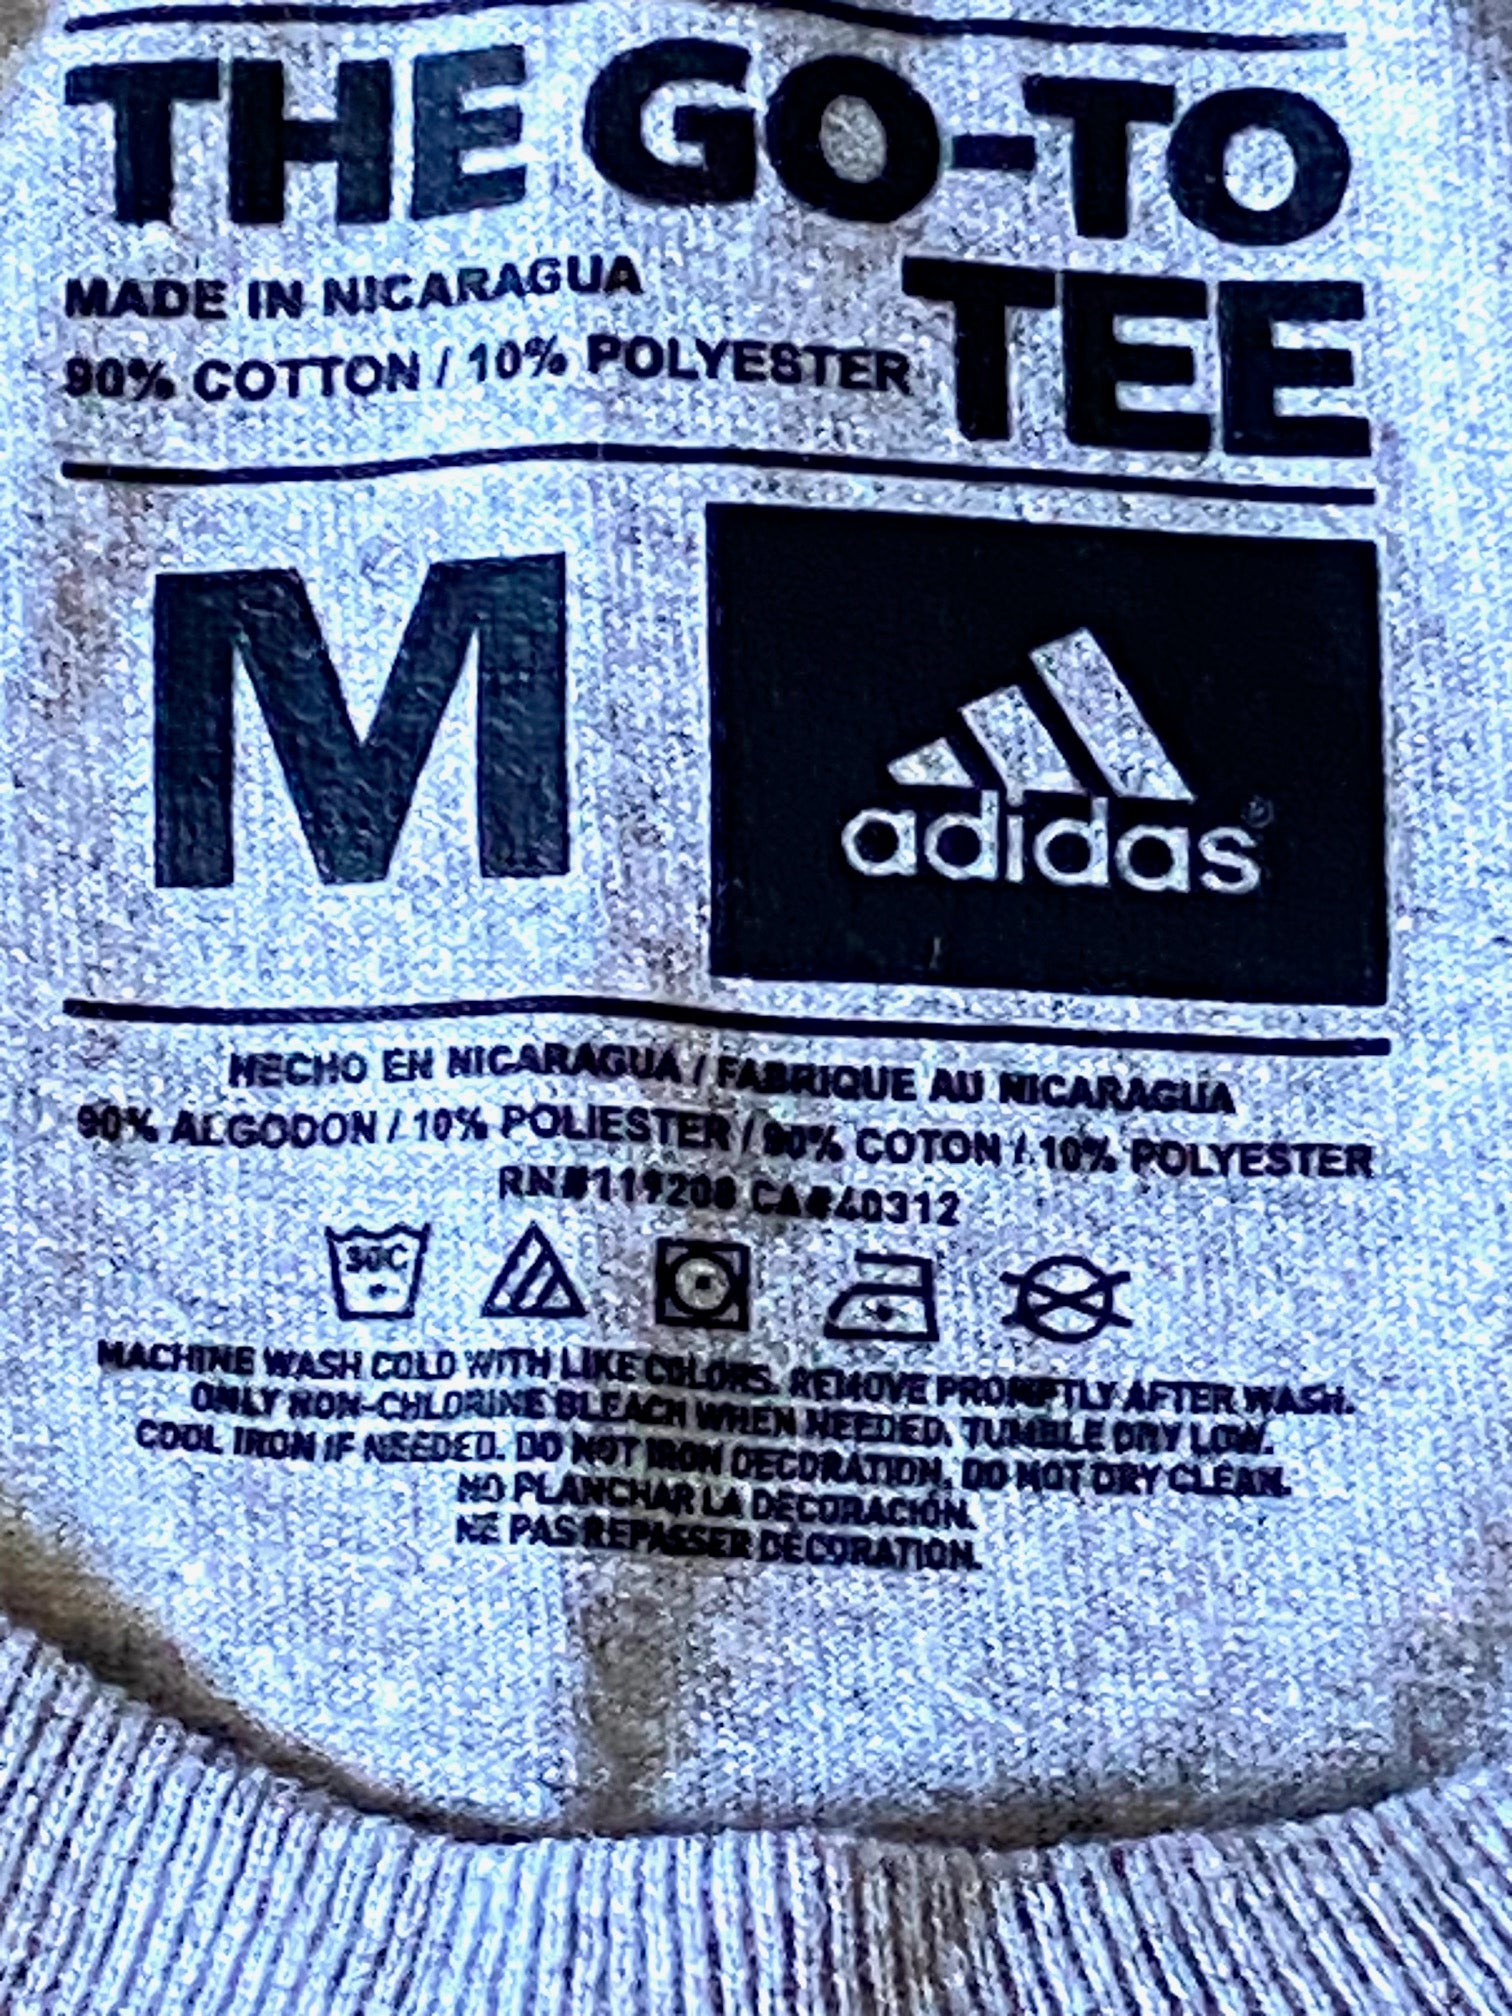 THE GO-TO
TEE
MADE IN NICARAGUA
90% COTTON / 10% POLYESTER
M
adidas®
HECHO EN NICARAGUA / FABRIQUE AU NICARAGUA
90% ALGODON / 10% POLIESTER / 90% COTON / 10% POLYESTER
RN#119208 CA#40312
30C
MACHINE WASH COLD WITH LIKE COLORS. REMOVE PROMPTLY AFTER WASH.
ONLY NON-CHLORINE BLEACH WHEN NEEDED. TUMBLE DRY LOW.
COOL IRON IF NEEDED. DO NOT IRON DECORATION. DO NOT DRY CLEAN.
NO PLANCHAR LA DECORACIÓN.
NE PAS REPASSER DÉCORATION.